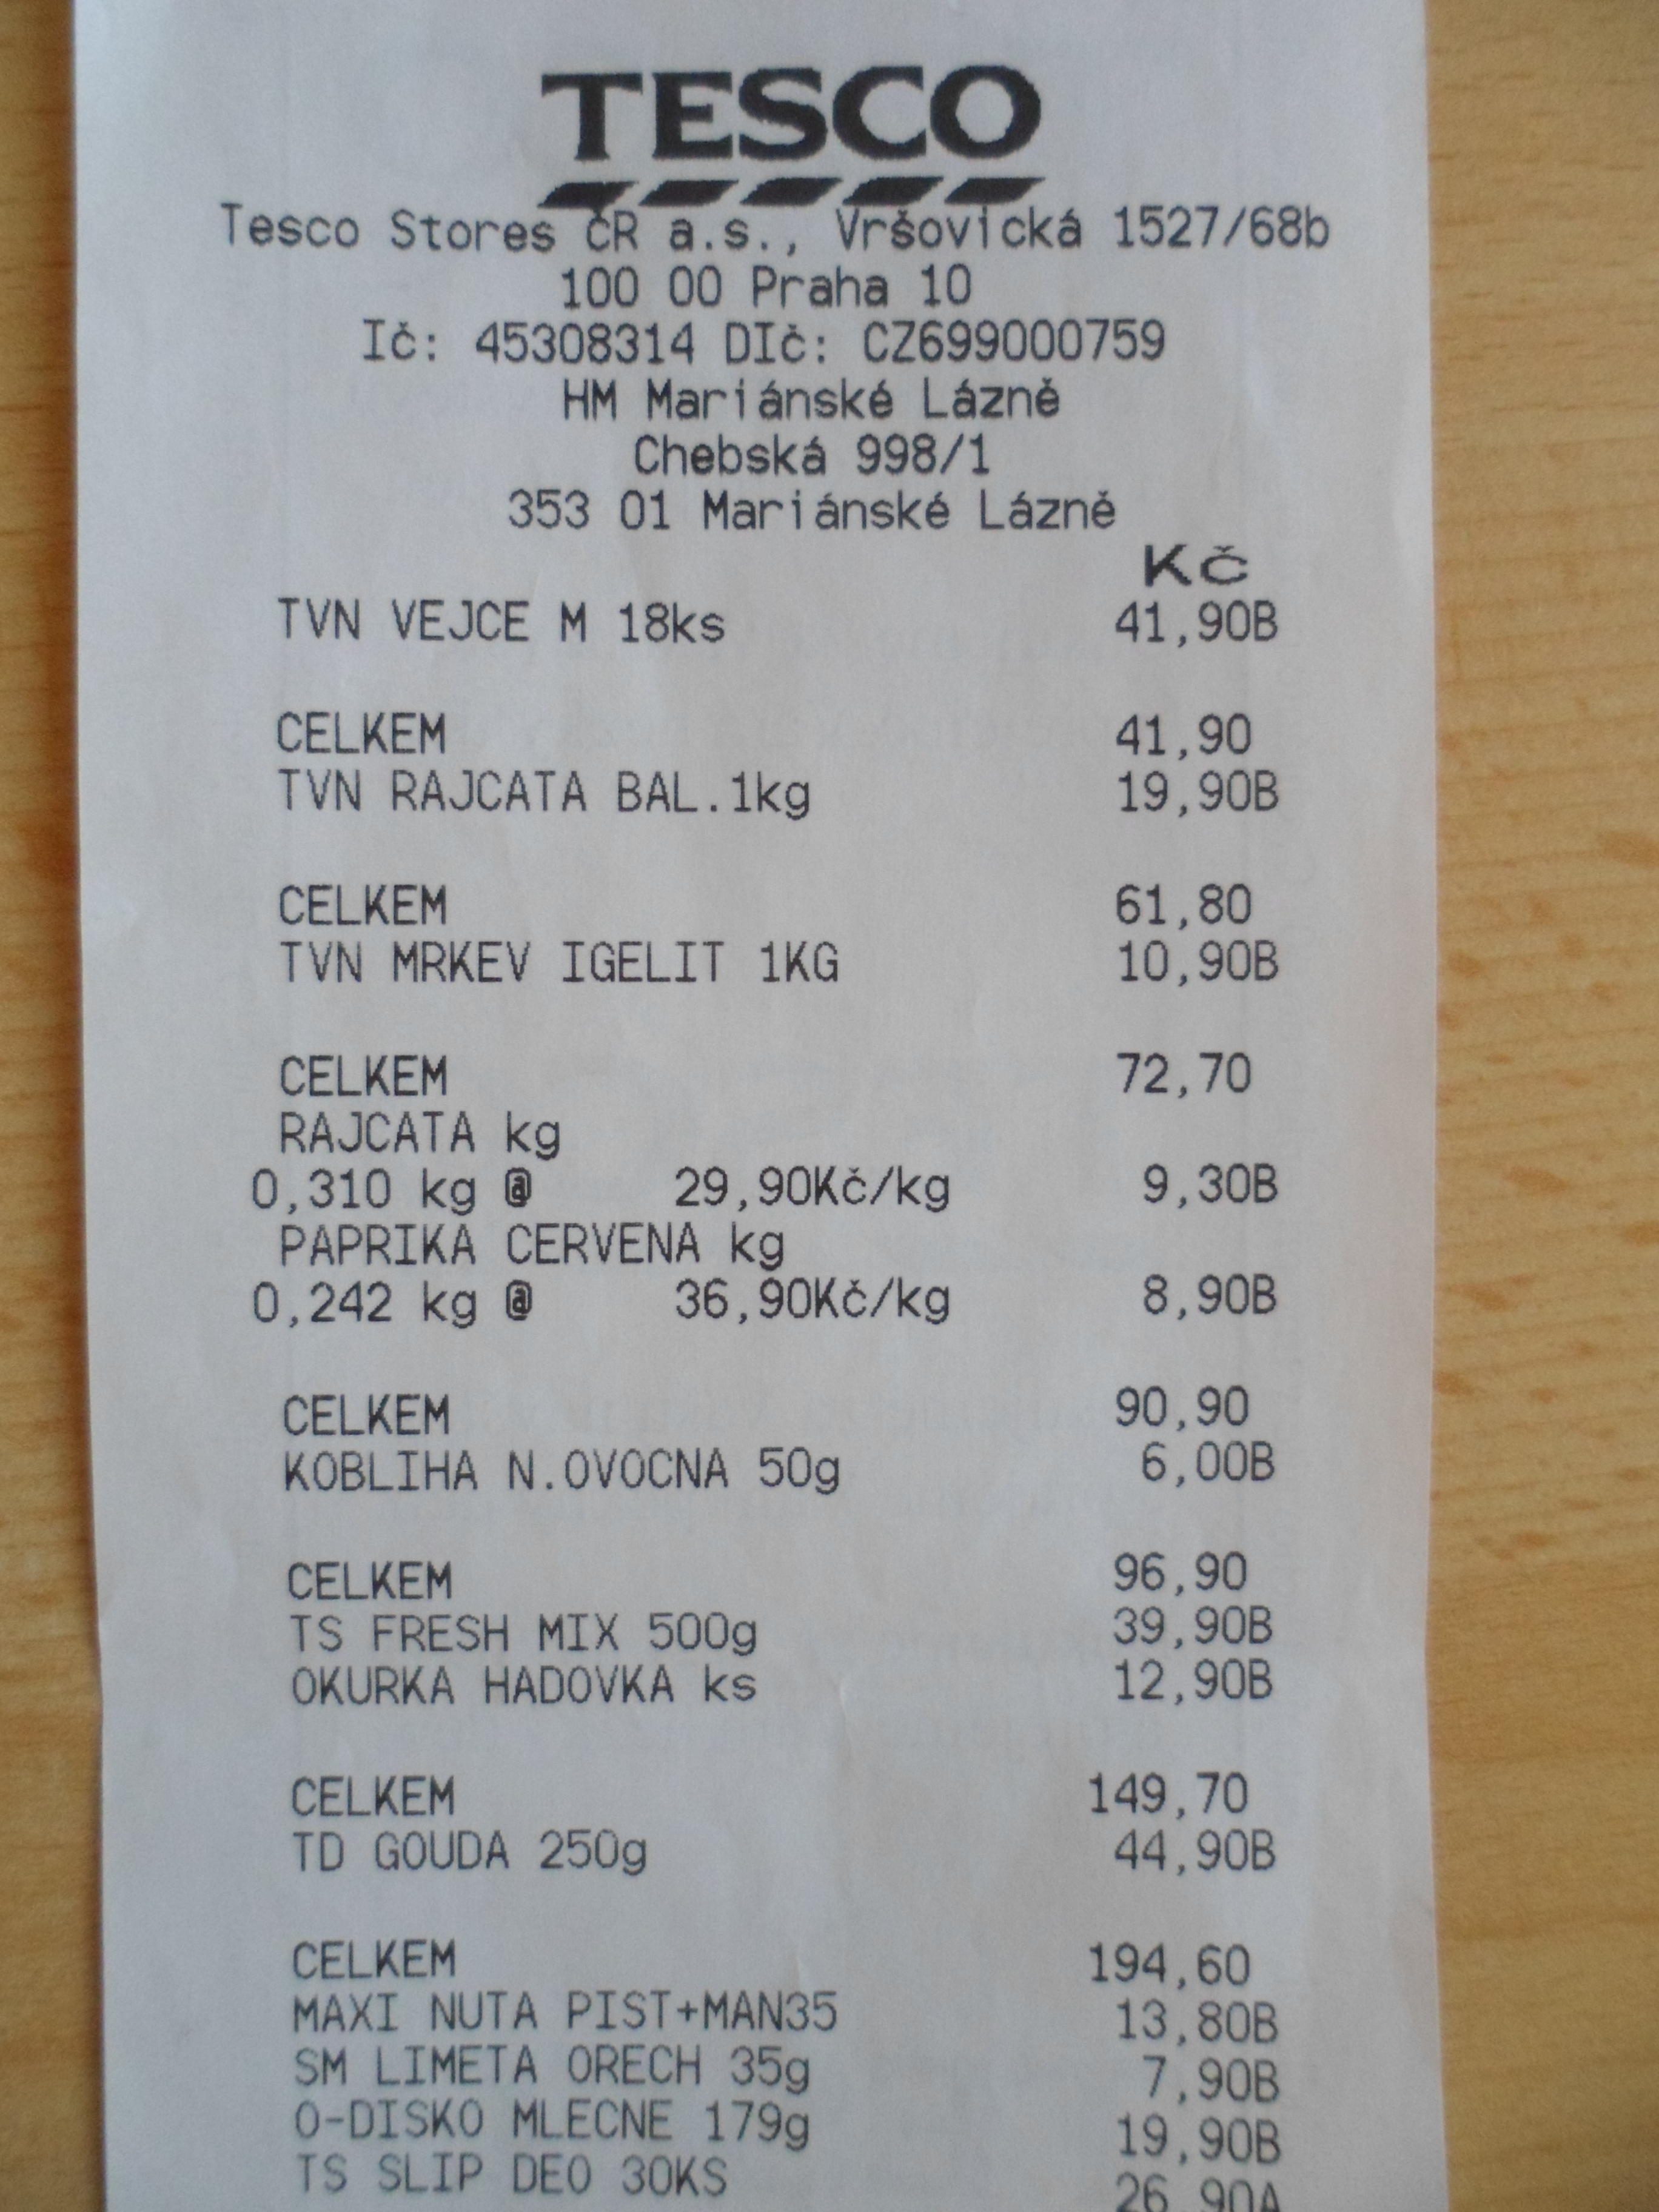 TESCO
Tesco Stores ČR a.s., Vršovická 1527/68b
100 00 Praha 10
Ič: 45308314 DIč: CZ699000759
HM Mariánské Lázně
Chebská 998/1
353 01 Mariánské Lázně
Kč
TVN VEJCE M 18ks 41,90B
CELKEM 41,90
TVN RAJCATA BAL.1kg 19,90B
CELKEM 61,80
TVN MRKEV IGELIT 1KG 10,90B
CELKEM 72,70
RAJCATA kg
0,310 kg @ 29,90Kč/kg 9,30B
PAPRIKA CERVENA kg
0,242 kg @ 36,90Kč/kg 8,90B
CELKEM 90,90
KOBLIHA N.OVOCNA 50g 6,00B
CELKEM 96,90
TS FRESH MIX 500g 39,90B
OKURKA HADOVKA ks 12,90B
CELKEM 149,70
TD GOUDA 250g 44,90B
CELKEM 194,60
MAXI NUTA PIST+MAN35 13,80B
SM LIMETA ORECH 35g 7,90B
O-DISKO MLECNE 179g 19,90B
TS SLIP DEO 30KS 26,90A